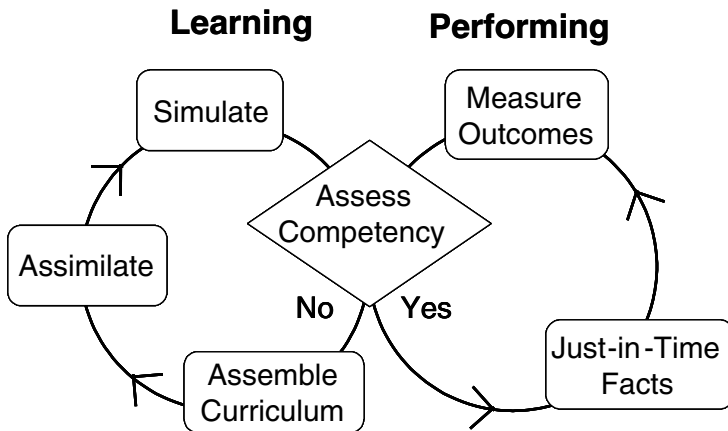 Learning
Performing
Simulate
Measure
Outcomes
Assess
Competency
Assimilate
No
Yes
Assemble
Curriculum
Just-in-Time
Facts